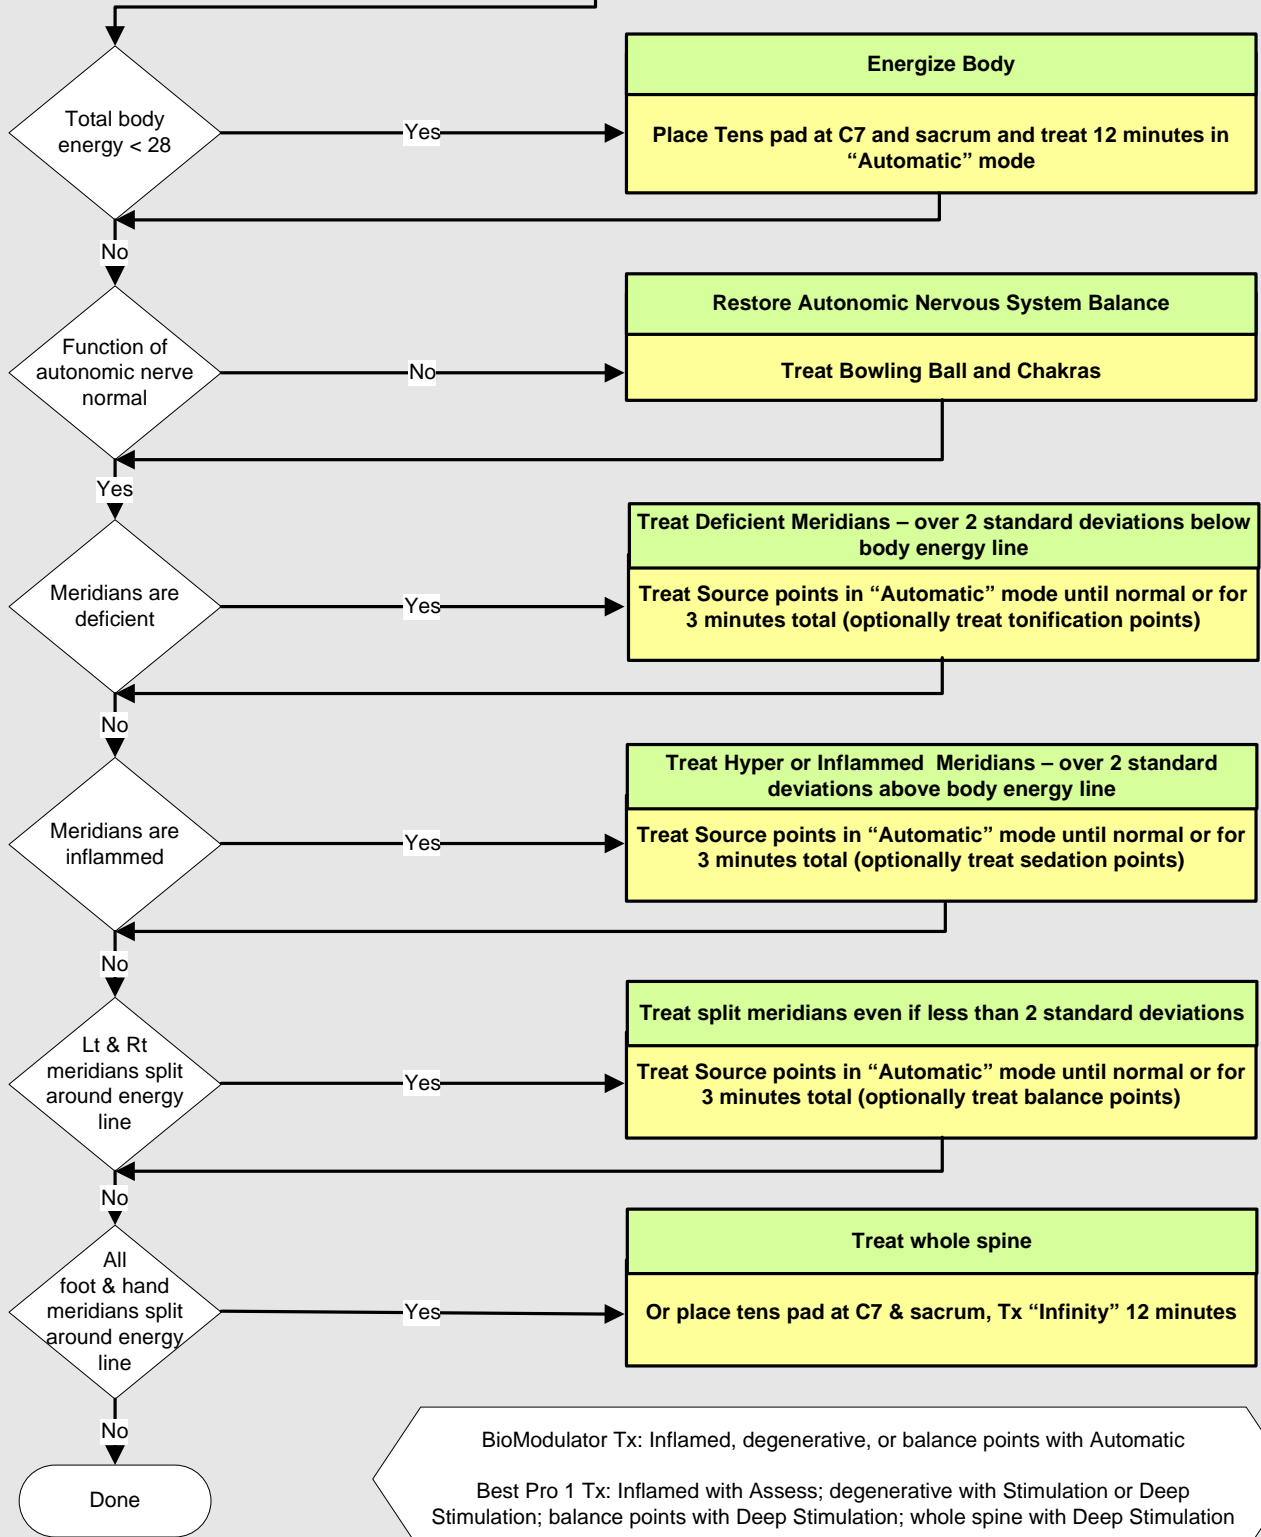 Total body
energy < 28
Yes
Energize Body
Place Tens pad at C7 and sacrum and treat 12 minutes in
“Automatic” mode
No
Function of
autonomic nerve
normal
No
Restore Autonomic Nervous System Balance
Treat Bowling Ball and Chakras
Yes
Meridians are
deficient
Yes
Treat Deficient Meridians – over 2 standard deviations below
body energy line
Treat Source points in “Automatic” mode until normal or for
3 minutes total (optionally treat tonification points)
No
Meridians are
inflammed
Yes
Treat Hyper or Inflammed  Meridians – over 2 standard
deviations above body energy line
Treat Source points in “Automatic” mode until normal or for
3 minutes total (optionally treat sedation points)
No
Lt & Rt
meridians split
around energy
line
Yes
Treat split meridians even if less than 2 standard deviations
Treat Source points in “Automatic” mode until normal or for
3 minutes total (optionally treat balance points)
No
All
foot & hand
meridians split
around energy
line
Yes
Treat whole spine
Or place tens pad at C7 & sacrum, Tx “Infinity” 12 minutes
No
Done
BioModulator Tx: Inflamed, degenerative, or balance points with Automatic
Best Pro 1 Tx: Inflamed with Assess; degenerative with Stimulation or Deep
Stimulation; balance points with Deep Stimulation; whole spine with Deep Stimulation